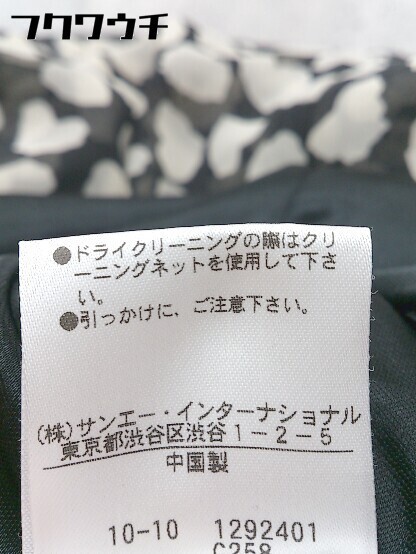 フクワウチ
●ドライクリーニングの際はクリ
ーニングネットを使用して下さ
い。
●引っかけに、ご注意下さい。
(株)サンエー・インターナショナル
東京都渋谷区渋谷1-2-5
中国製
10-10 1292401
C258